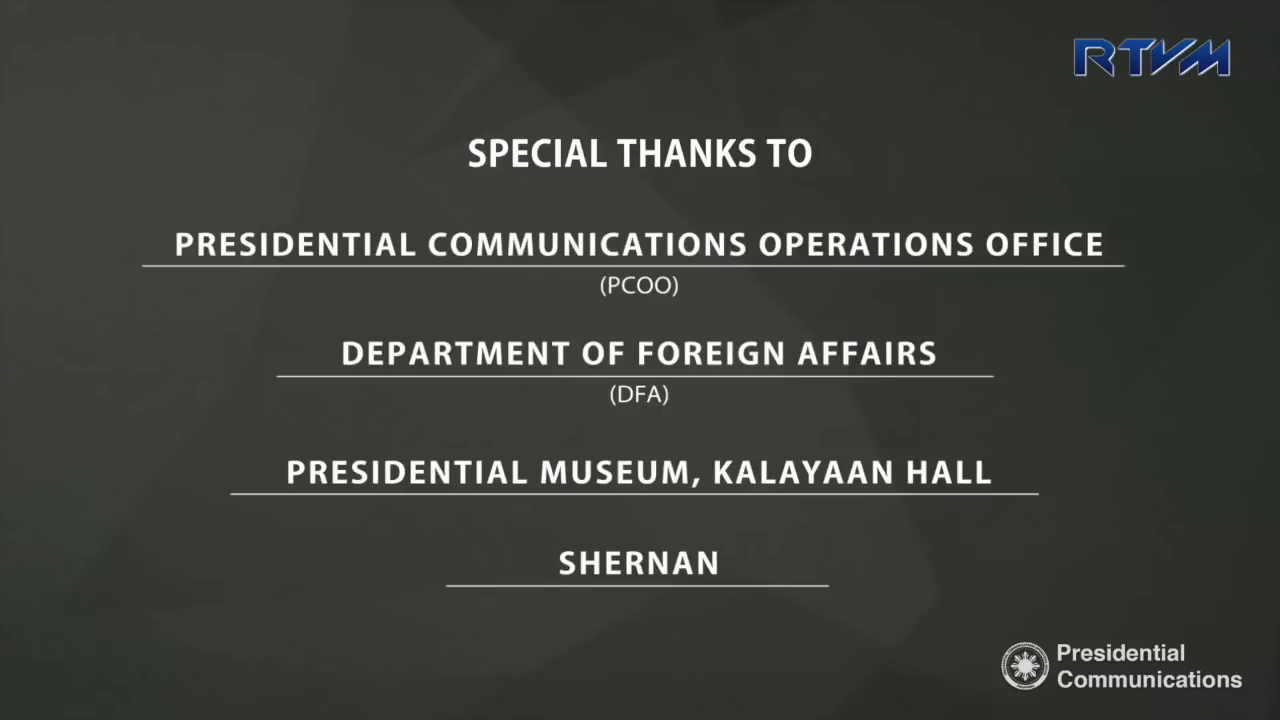 RTVM
SPECIAL THANKS TO
PRESIDENTIAL COMMUNICATIONS OPERATIONS OFFICE
(PCOO)
DEPARTMENT OF FOREIGN AFFAIRS
(DFA)
PRESIDENTIAL MUSEUM, KALAYAAN HALL
SHERNAN
Presidential
Communications